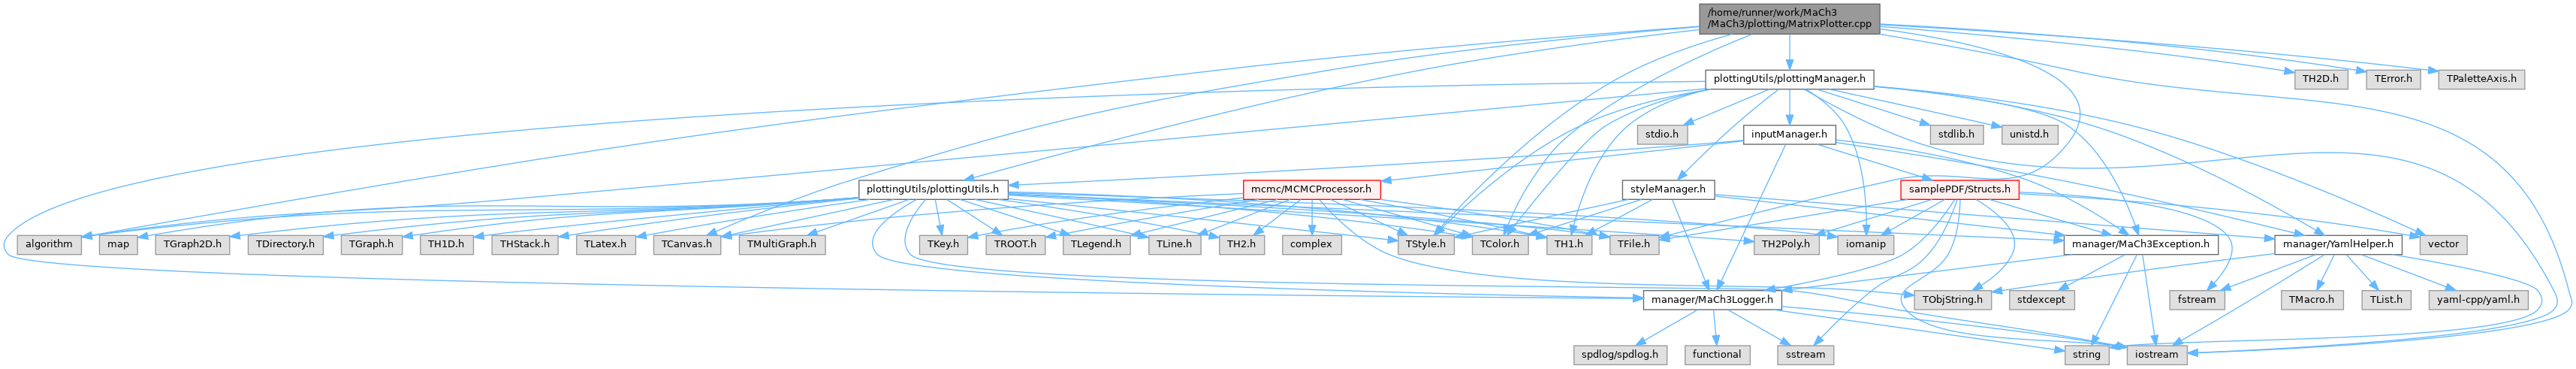 /home/runner/work/MaCh3
/MaCh3/plotting/MatrixPlotter.cpp
plottingUtils/plottingManager.h
TH2D.h
TError.h
TPaletteAxis.h
stdio.h
inputManager.h
stdlib.h
unistd.h
plottingUtils/plottingUtils.h
mcmc/MCMCProcessor.h
styleManager.h
samplePDF/Structs.h
algorithm
map
TGraph2D.h
TDirectory.h
TGraph.h
TH1D.h
THStack.h
TLatex.h
TCanvas.h
TMultiGraph.h
TKey.h
TROOT.h
TLegend.h
TLine.h
TH2.h
complex
TStyle.h
TColor.h
TH1.h
TFile.h
iomanip
TH2Poly.h
manager/MaCh3Exception.h
manager/YamlHelper.h
vector
manager/MaCh3Logger.h
TObjString.h
stdexcept
fstream
TMacro.h
TList.h
yaml-cpp/yaml.h
spdlog/spdlog.h
functional
sstream
string
iostream